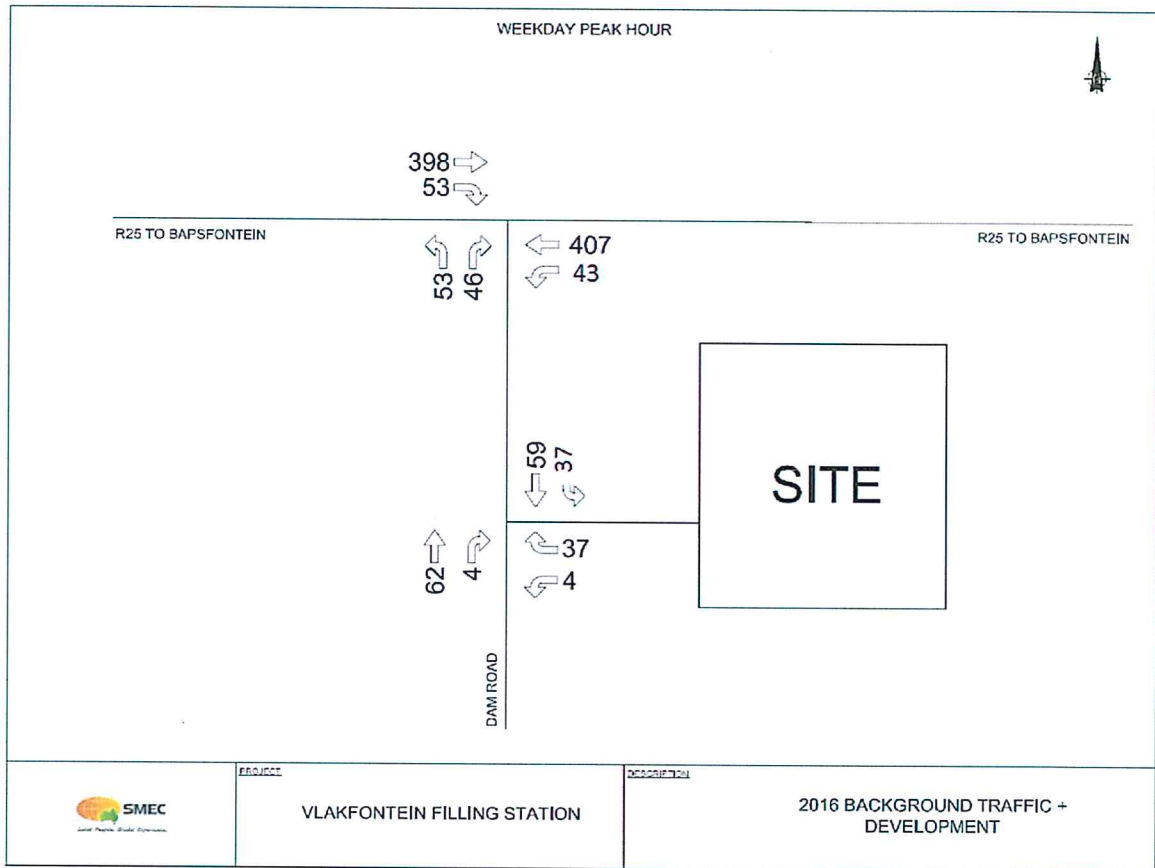 WEEKDAY PEAK HOUR
398
53
R25 TO BAPSFONTEIN
R25 TO BAPSFONTEIN
53
46
407
43
59
37
SITE
62
4
37
4
DAM ROAD
PROJECT
DESCRIPTION
SMEC
VLAKFONTEIN FILLING STATION
2016 BACKGROUND TRAFFIC +
DEVELOPMENT